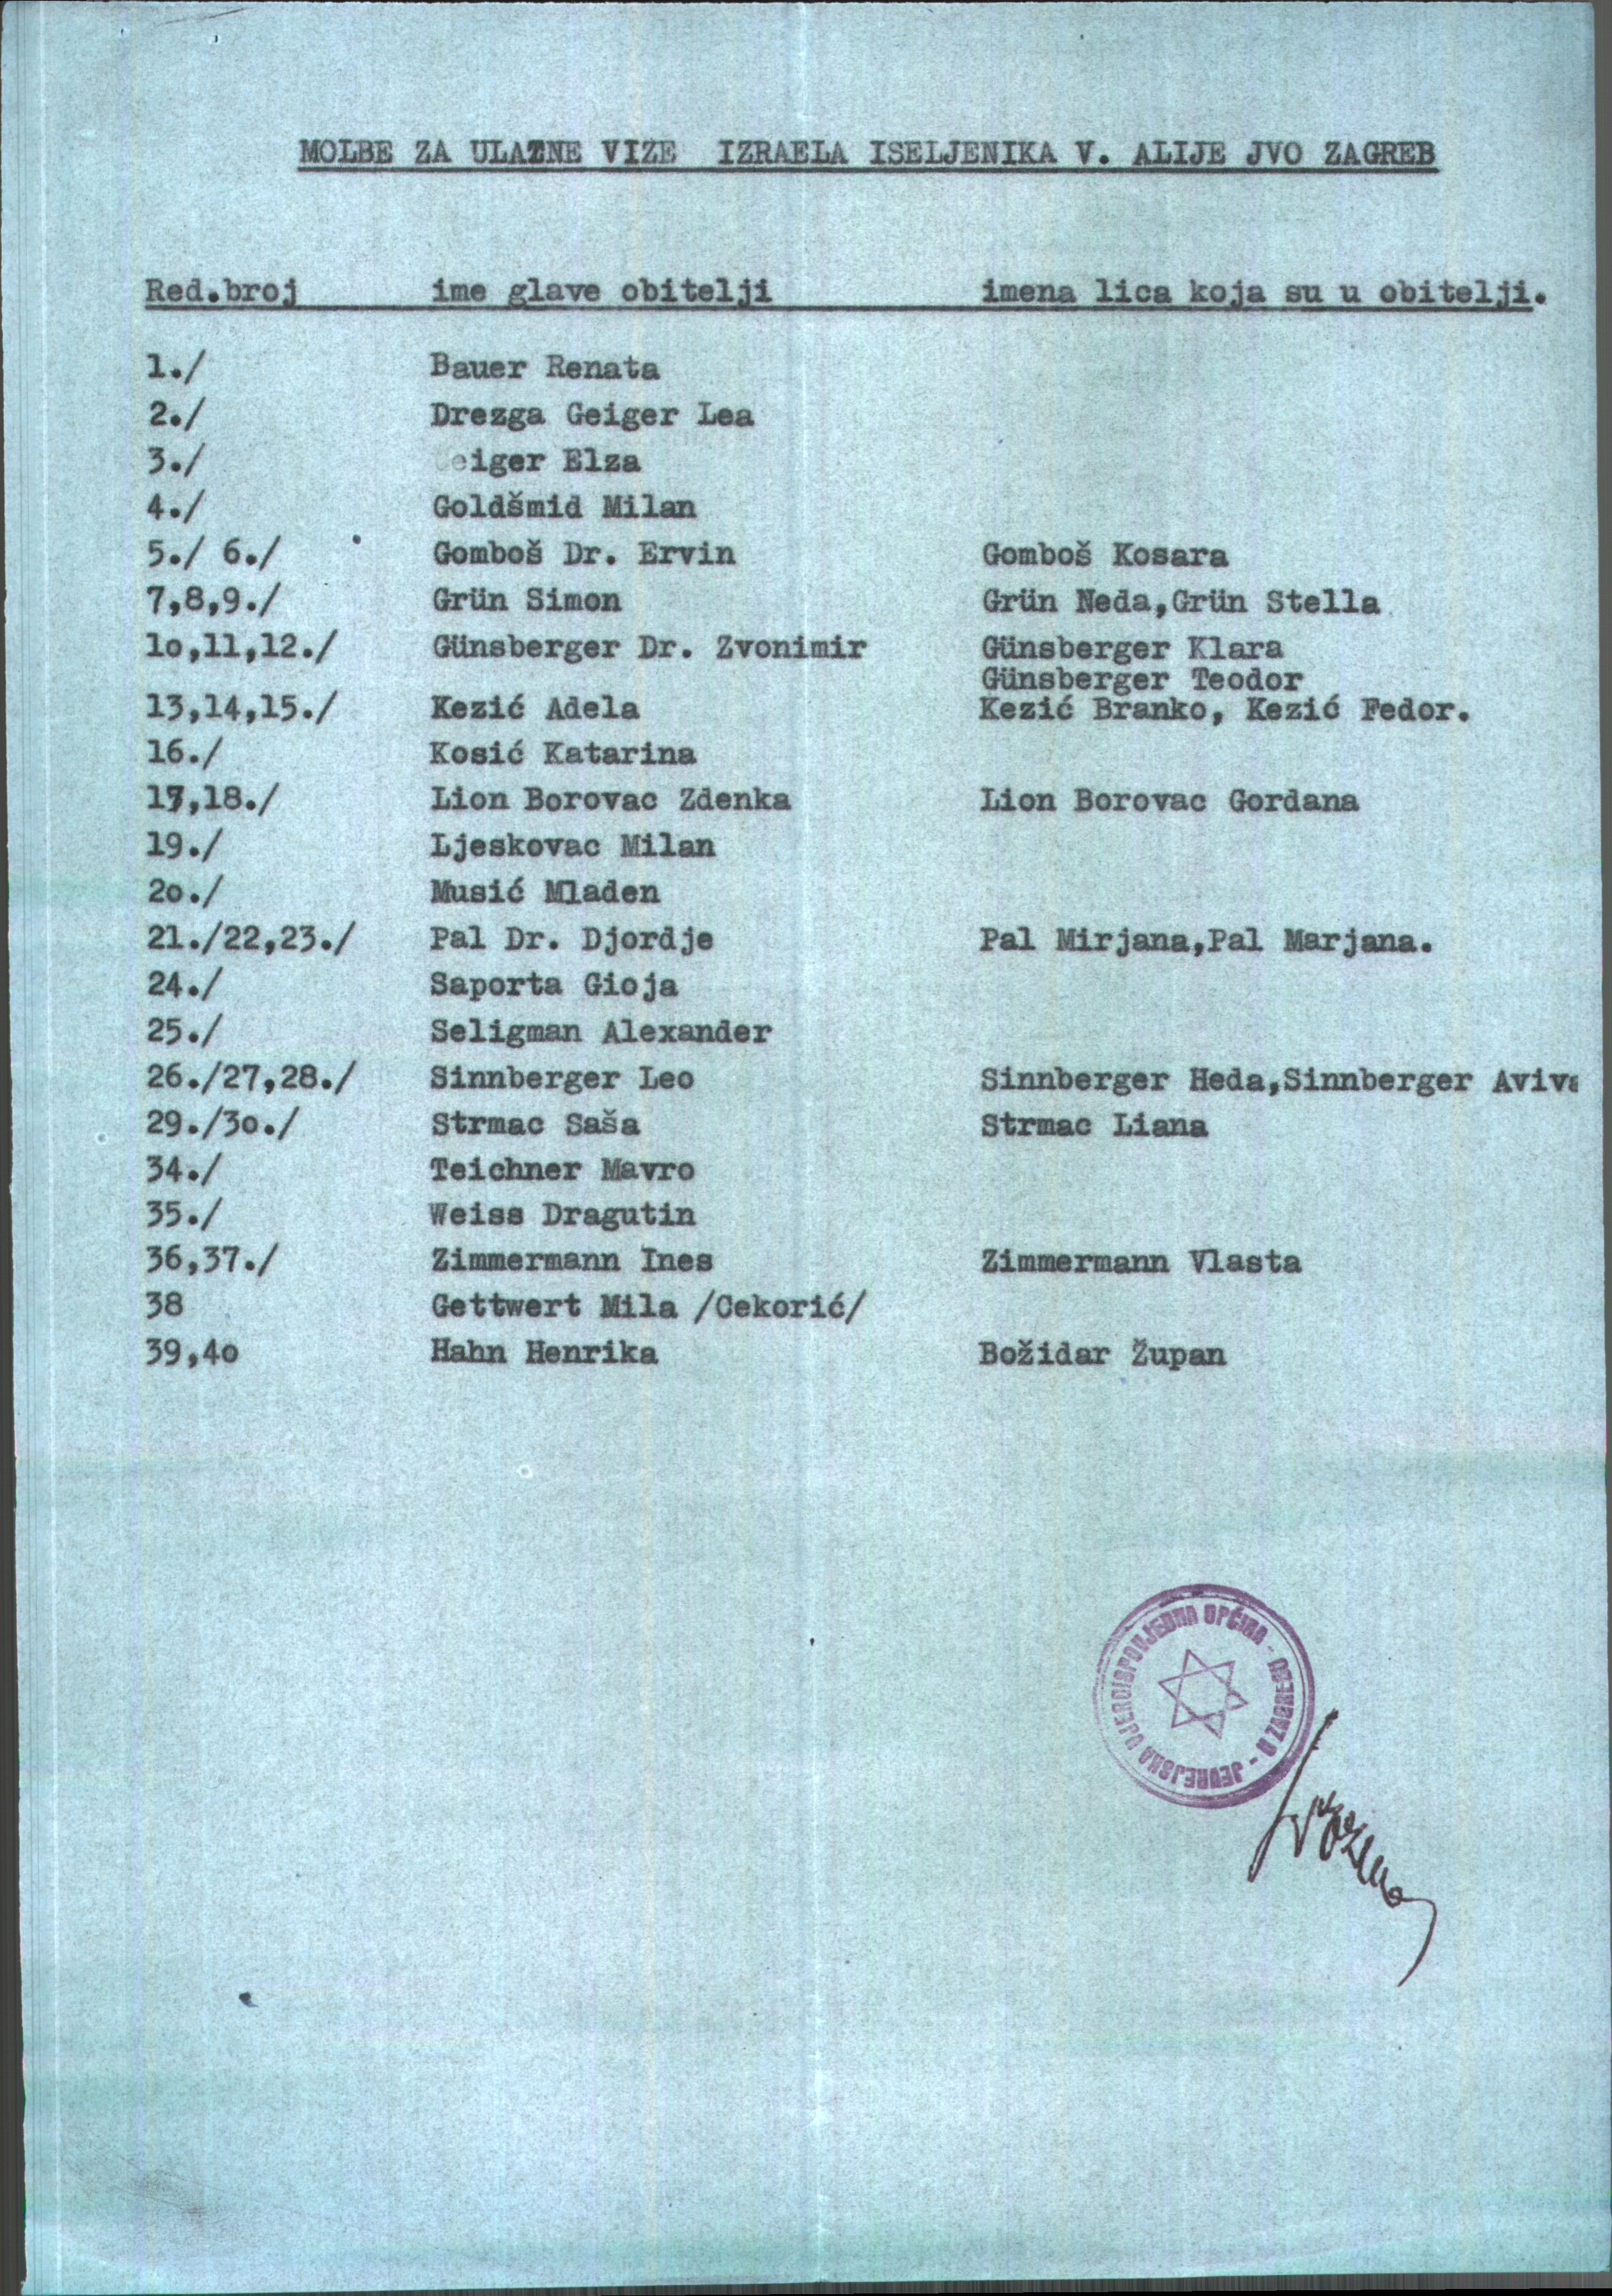 MOLBE ZA ULAZNE VIZE IZRAELA ISELJENIKA V. ALIJE JVO ZAGREB
Red.broj ime glave obitelji imena lica koja su u obitelji.
1./ Bauer Renata
2./ Drezga Geiger Lea
3./ Geiger Elza
4./ Goldšmid Milan
5./ 6./ Gomboš Dr. Ervin Gomboš Kosara
7,8,9./ Grün Simon Grün Neda,Grün Stella
1o,11,12./ Günsberger Dr. Zvonimir Günsberger Klara
Günsberger Teodor
13,14,15./ Kezić Adela Kezić Branko, Kezić Fedor.
16./ Kosić Katarina
17,18./ Lion Borovac Zdenka Lion Borovac Gordana
19./ Ljeskovac Milan
2o./ Musić Mladen
21./22,23./ Pal Dr. Djordje Pal Mirjana,Pal Marjana.
24./ Saporta Gioja
25./ Seligman Alexander
26./27,28./ Sinnberger Leo Sinnberger Heda,Sinnberger Aviva
29./3o./ Strmac Saša Strmac Liana
34./ Teichner Mavro
35./ Weiss Dragutin
36,37./ Zimmermann Ines Zimmermann Vlasta
38 Gettwert Mila /Cekorić/
39,4o Hahn Henrika Božidar Župan
JEVREJSKA VJEROISPOVJEDNA OPĆINA - U ZAGREBU -